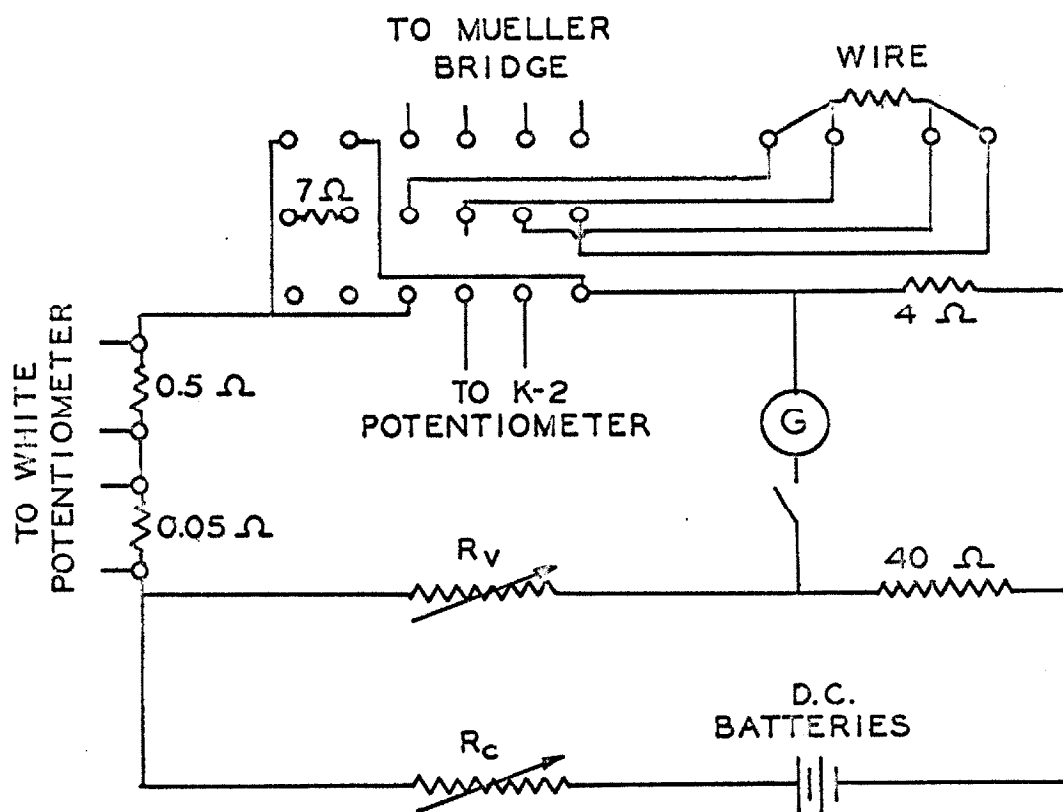 TO MUELLER
BRIDGE
WIRE
7 Ω
4 Ω
TO WHITE
POTENTIOMETER
0.5 Ω
TO K-2
POTENTIOMETER
G
0.05 Ω
Rv
40 Ω
D.C.
BATTERIES
Rc